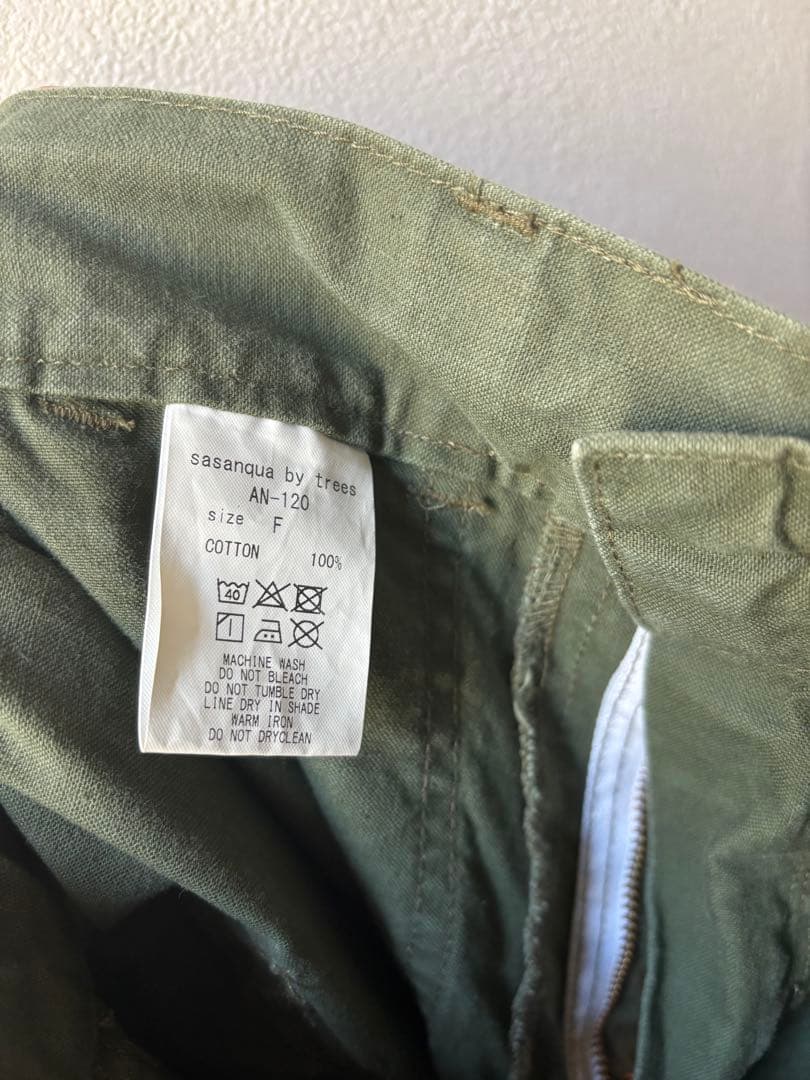 sasanqua by trees
AN-120
size F
COTTON 100%
40
MACHINE WASH
DO NOT BLEACH
DO NOT TUMBLE DRY
LINE DRY IN SHADE
WARM IRON
DO NOT DRYCLEAN